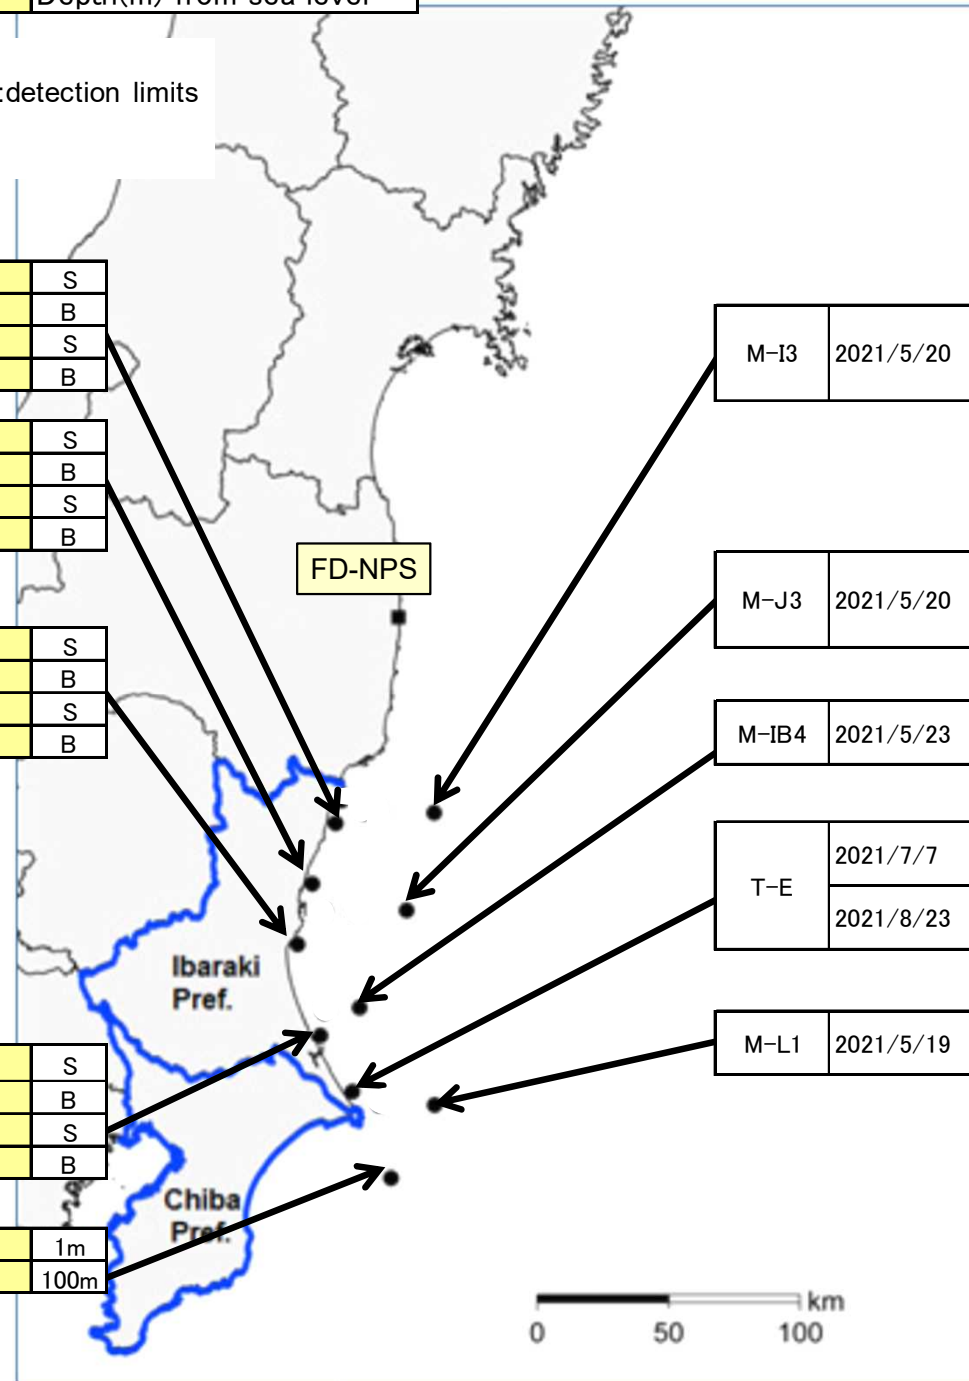 Depth(m) from sea level
:detection limits
S
B
S
B
S
B
S
B
S
B
S
B
S
B
S
B
1m
100m
FD-NPS
Ibaraki
Pref.
Chiba
Pref.
M-I3 2021/5/20
M-J3 2021/5/20
M-IB4 2021/5/23
T-E 2021/7/7
2021/8/23
M-L1 2021/5/19
km
0 50 100